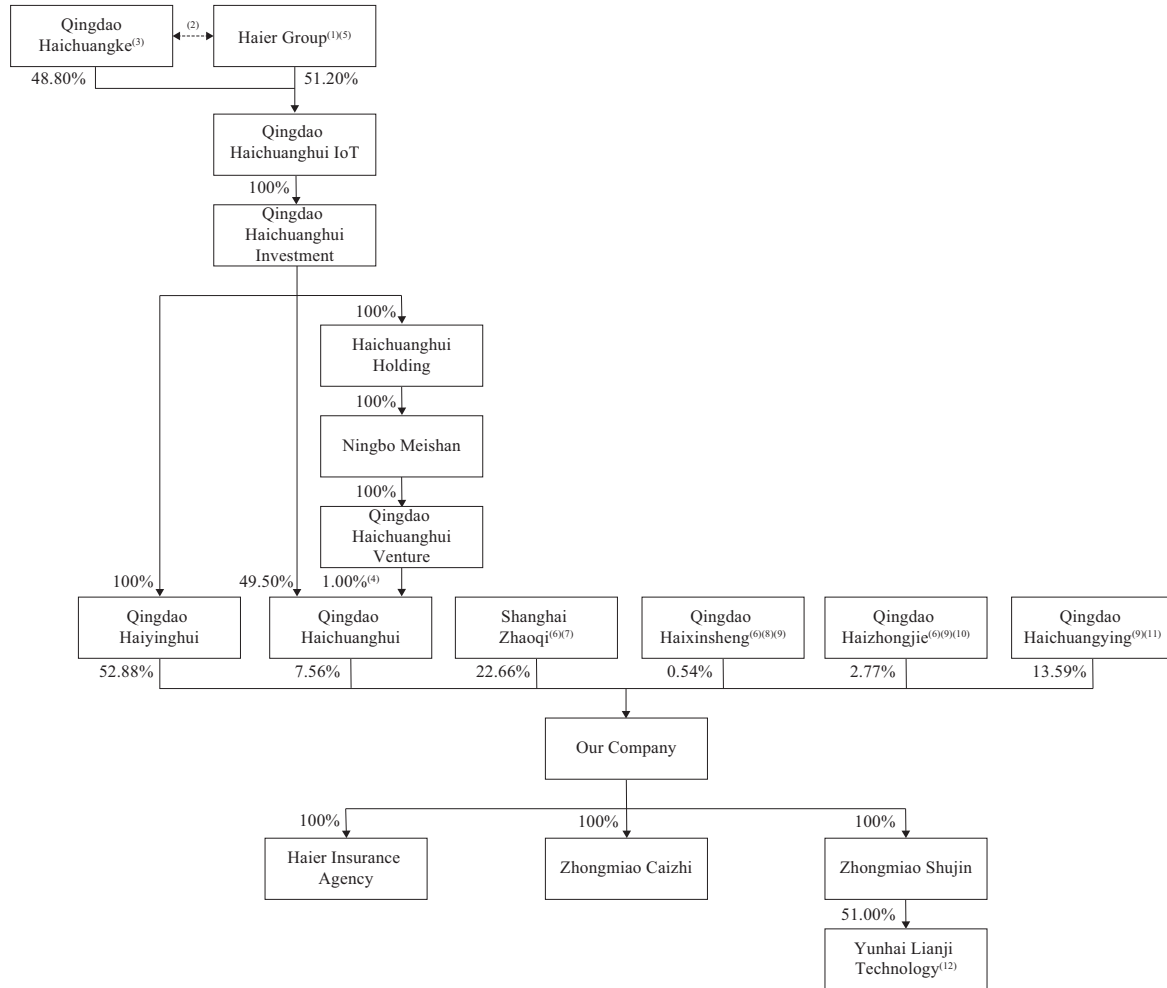 Qingdao
Haichuangke(3)
(2)
Haier Group(1)(5)
48.80%
51.20%
Qingdao
Haichuanghui IoT
100%
Qingdao
Haichuanghui
Investment
100%
Haichuanghui
Holding
100%
Ningbo Meishan
100%
Qingdao
Haichuanghui
Venture
100%
49.50%
1.00%(4)
Qingdao
Haiyinghui
Qingdao
Haichuanghui
Shanghai
Zhaoqi(6)(7)
Qingdao
Haixinsheng(6)(8)(9)
Qingdao
Haizhongjie(6)(9)(10)
Qingdao
Haichuangying(9)(11)
52.88%
7.56%
22.66%
0.54%
2.77%
13.59%
Our Company
100%
100%
100%
Haier Insurance
Agency
Zhongmiao Caizhi
Zhongmiao Shujin
51.00%
Yunhai Lianji
Technology(12)